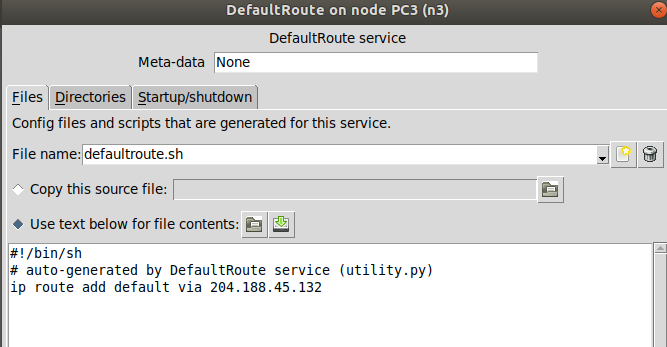 DefaultRoute on node PC3 (n3)
DefaultRoute service
Meta-data None
Files Directories Startup/shutdown
Config files and scripts that are generated for this service.
File name: defaultroute.sh
Copy this source file:
Use text below for file contents:
#!/bin/sh
# auto-generated by DefaultRoute service (utility.py)
ip route add default via 204.188.45.132